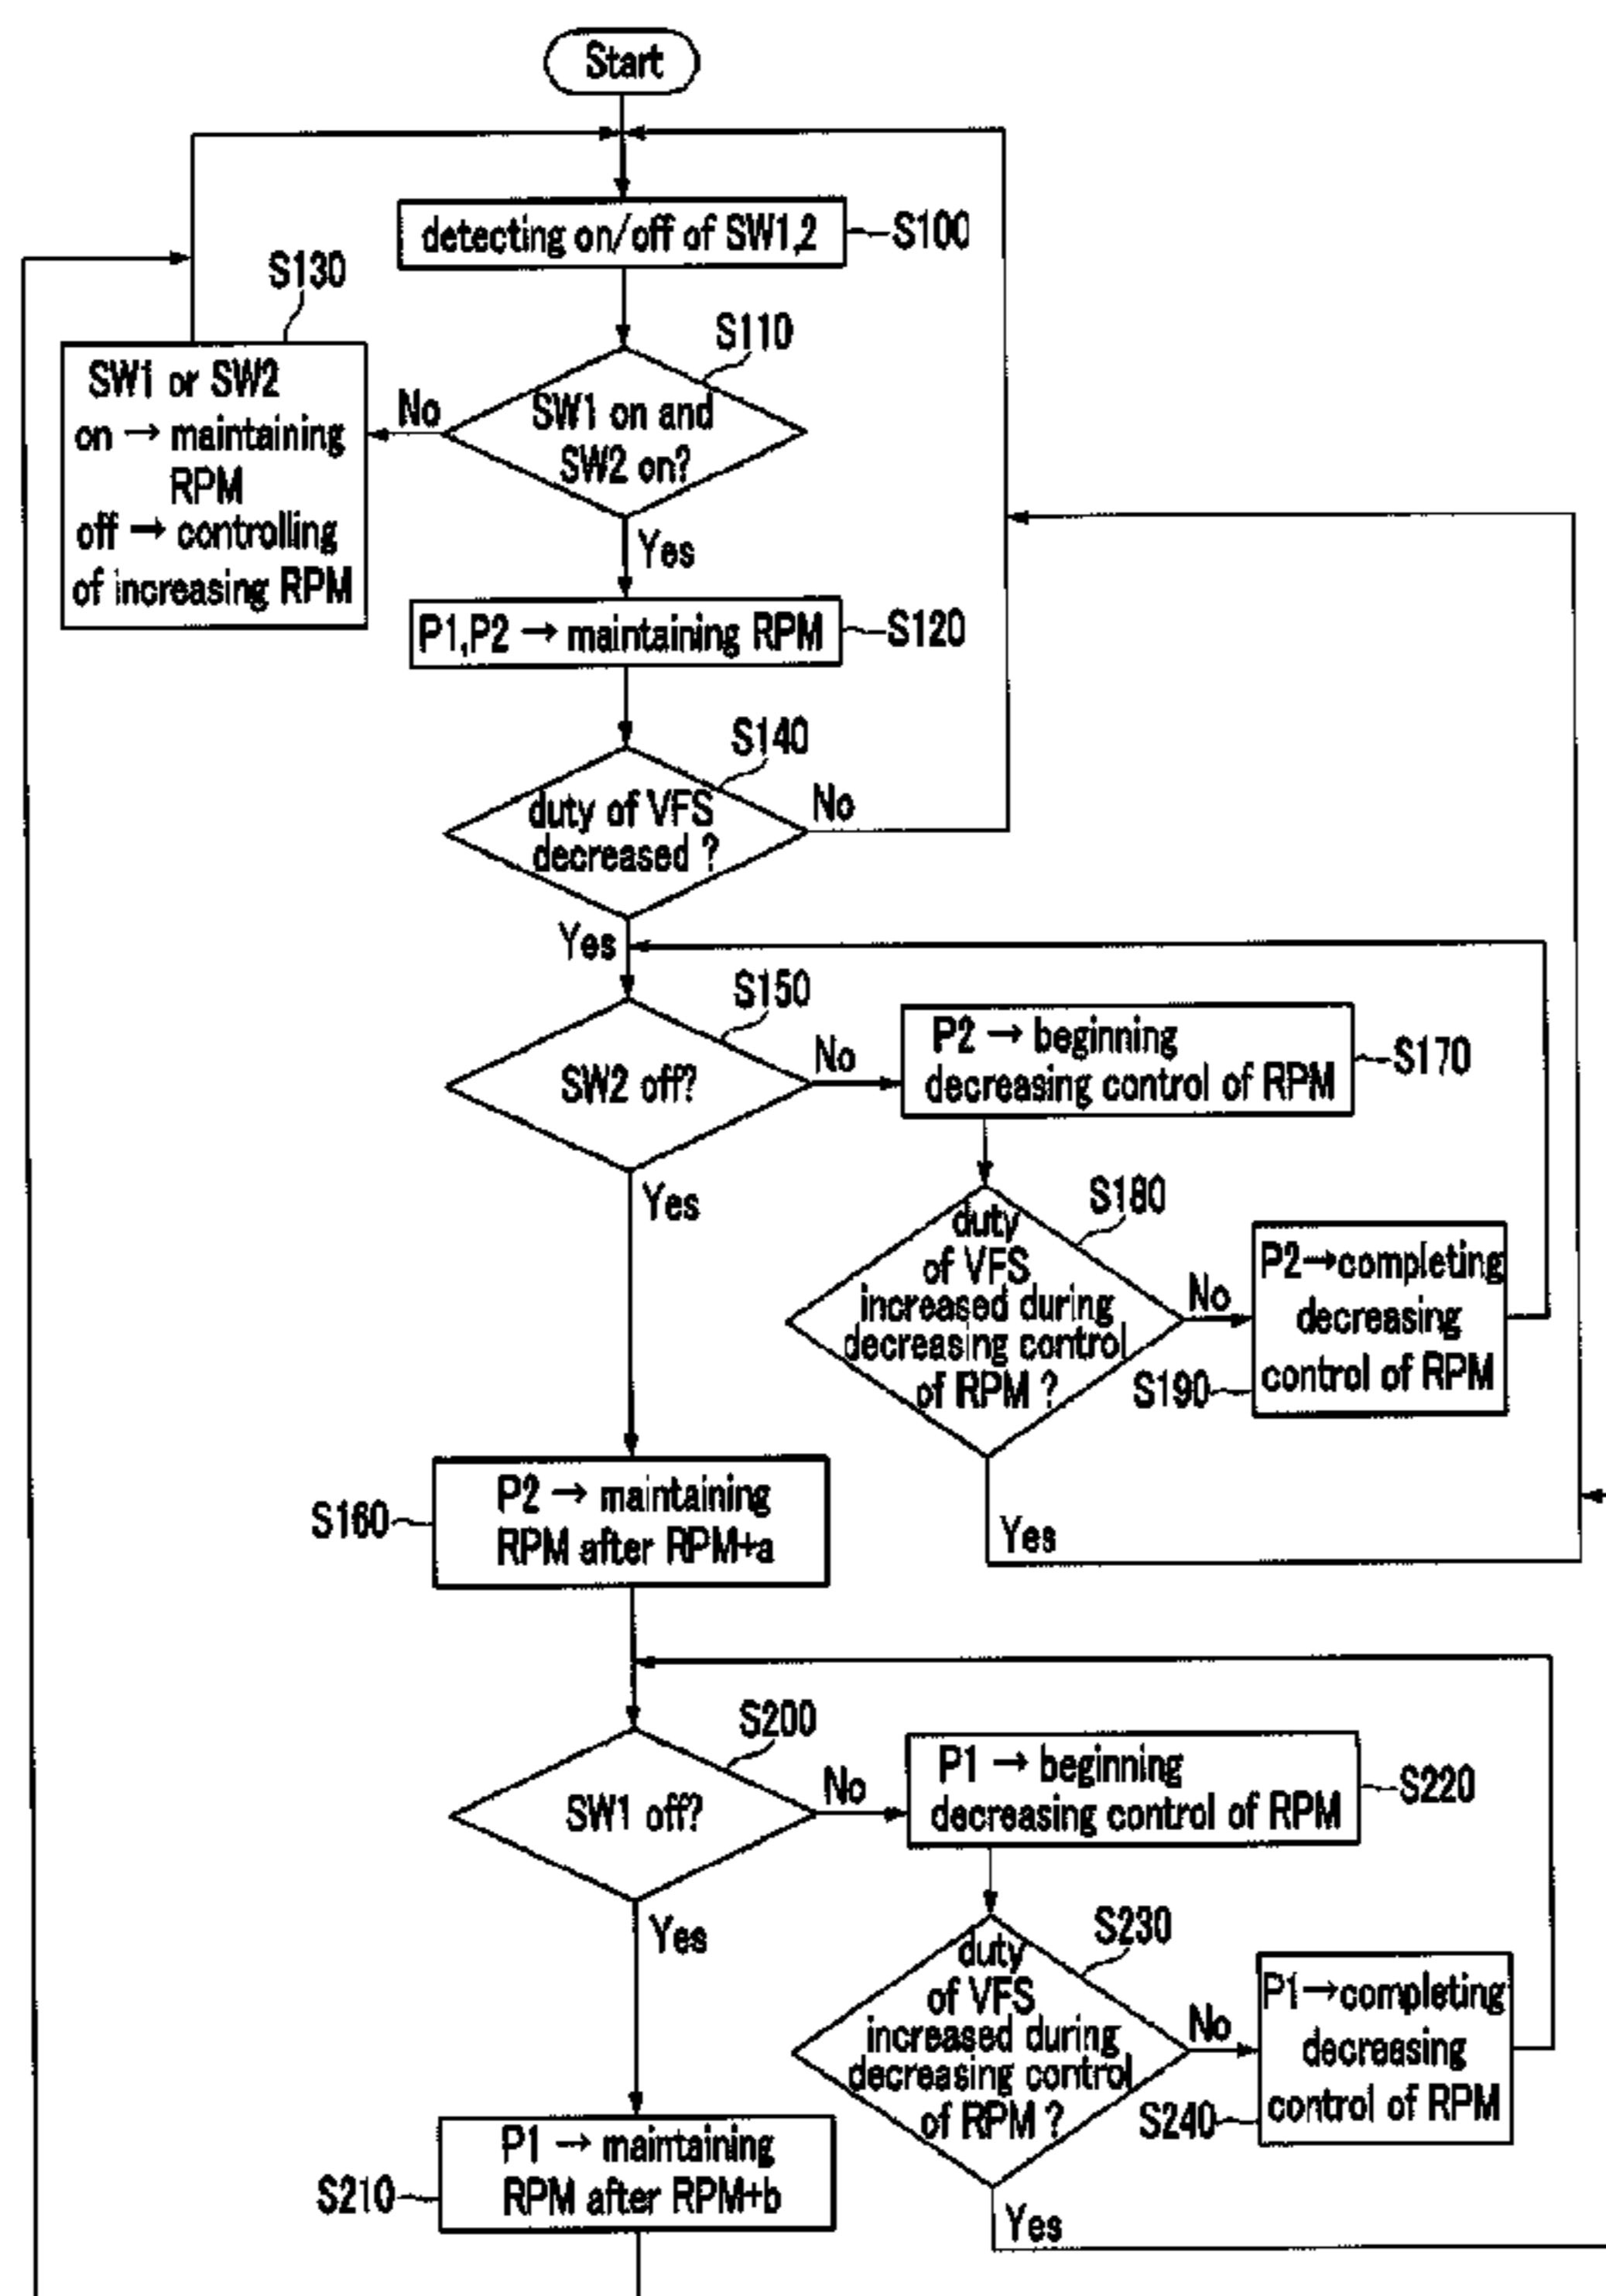 Start
detecting on/off of SW1,2
S100
S130
S110
SW1 or SW2
on → maintaining
RPM
off → controlling
of increasing RPM
No
SW1 on and
SW2 on?
Yes
P1,P2 → maintaining RPM
S120
S140
duty of VFS
decreased ?
No
Yes
S150
SW2 off?
No
P2 → beginning
decreasing control of RPM
S170
Yes
S180
duty
of VFS
increased during
decreasing control
of RPM ?
No
P2→completing
decreasing
control of RPM
S190
Yes
S160
P2 → maintaining
RPM after RPM+a
S200
SW1 off?
No
P1 → beginning
decreasing control of RPM
S220
Yes
S230
duty
of VFS
increased during
decreasing control
of RPM ?
No
P1→completing
decreasing
control of RPM
S240
Yes
S210
P1 → maintaining
RPM after RPM+b